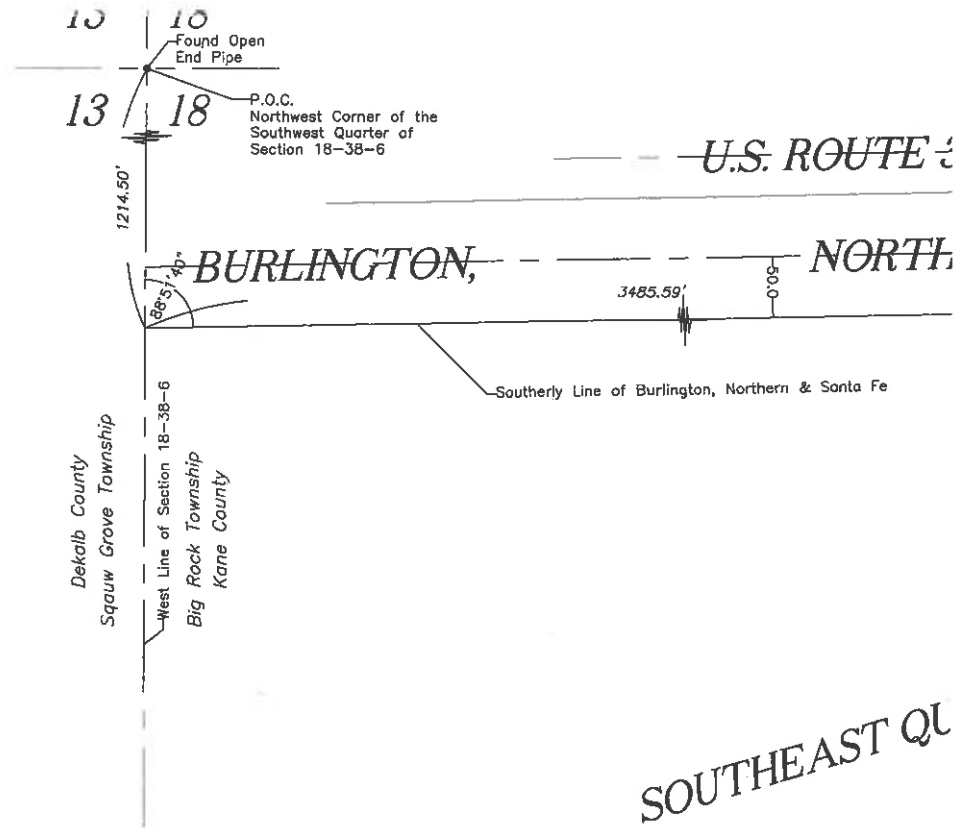 13 18
Found Open
End Pipe
13 18
P.O.C.
Northwest Corner of the
Southwest Quarter of
Section 18-38-6
U.S. ROUTE
1214.50'
BURLINGTON, NORTH
88°57'40"
3485.59'
50.0
Southerly Line of Burlington, Northern & Santa Fe
Dekalb County
Sqauw Grove Township
West Line of Section 18-38-6
Big Rock Township
Kane County
SOUTHEAST QU